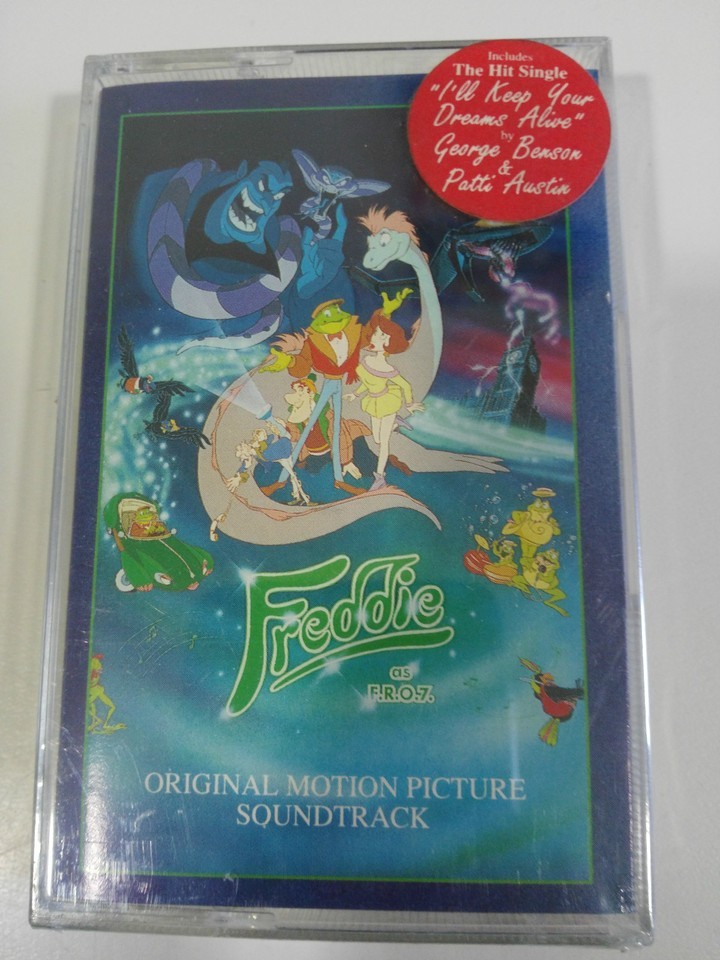 Includes
The Hit Single
"I'll Keep Your
Dreams Alive"
by
George Benson
&
Patti Austin
Freddie
as
F.R.O.7.
ORIGINAL MOTION PICTURE
SOUNDTRACK